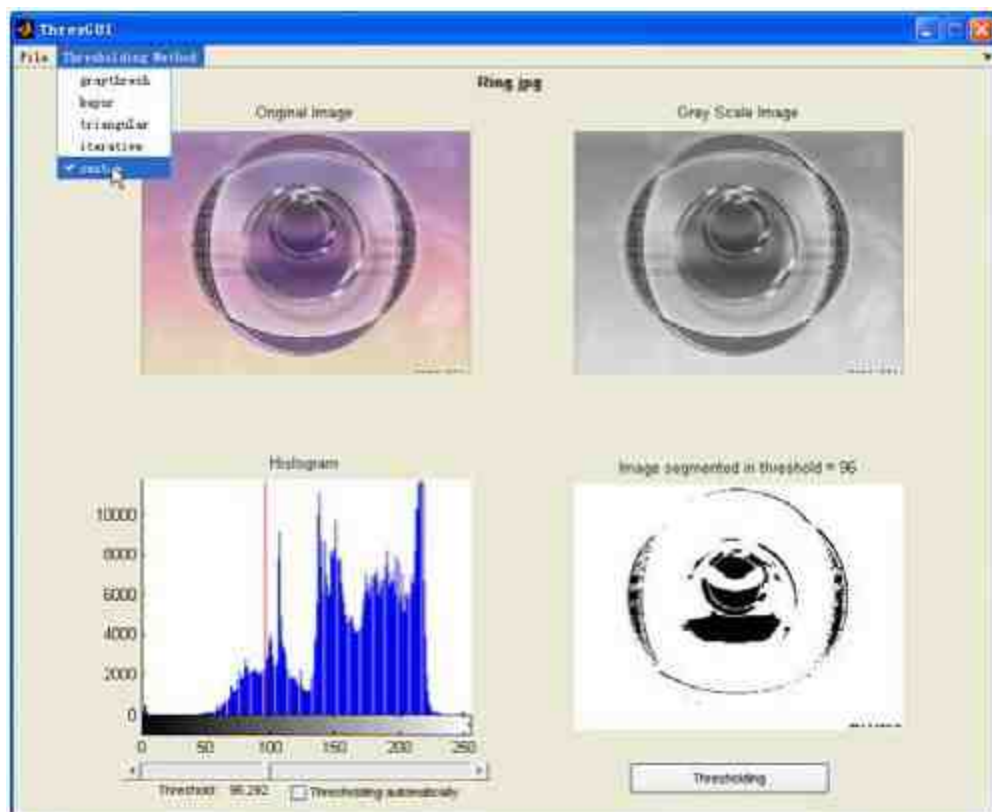 ThresGUI
File Thresholding Method
graythresh
kapur
triangular
iterative
Ring.jpg
Original Image
Grey Scale Image
Histogram
Image segmented in threshold = 96
10000
8000
6000
4000
2000
0
0 50 100 150 200 250
Threshold: 96.292
Thresholding automatically
Thresholding